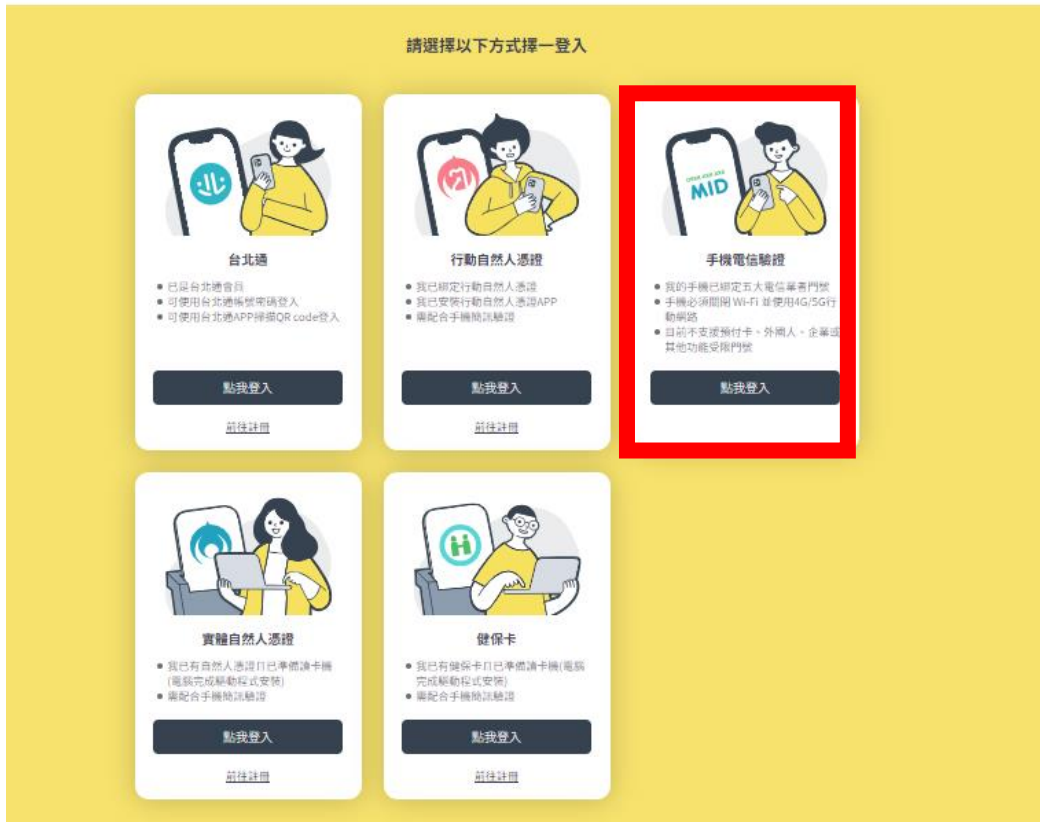 請選擇以下方式擇一登入
台北通
已是台北通會員
可使用台北通帳號密碼登入
可使用台北通APP掃描QR code登入
點我登入
前往註冊
行動自然人憑證
我已綁定行動自然人憑證
我已安裝行動自然人憑證APP
需配合手機簡訊驗證
點我登入
前往註冊
MID
手機電信驗證
我的手機已綁定五大電信業者門號
手機必須關閉 Wi-Fi 並使用4G/5G行
動網路
目前不支援預付卡、外國人、企業或
其他功能受限門號
點我登入
實體自然人憑證
我已有自然人憑證且已準備讀卡機
(電腦完成驅動程式安裝)
需配合手機簡訊驗證
點我登入
前往註冊
健保卡
我已有健保卡且已準備讀卡機(電腦
完成驅動程式安裝)
需配合手機簡訊驗證
點我登入
前往註冊